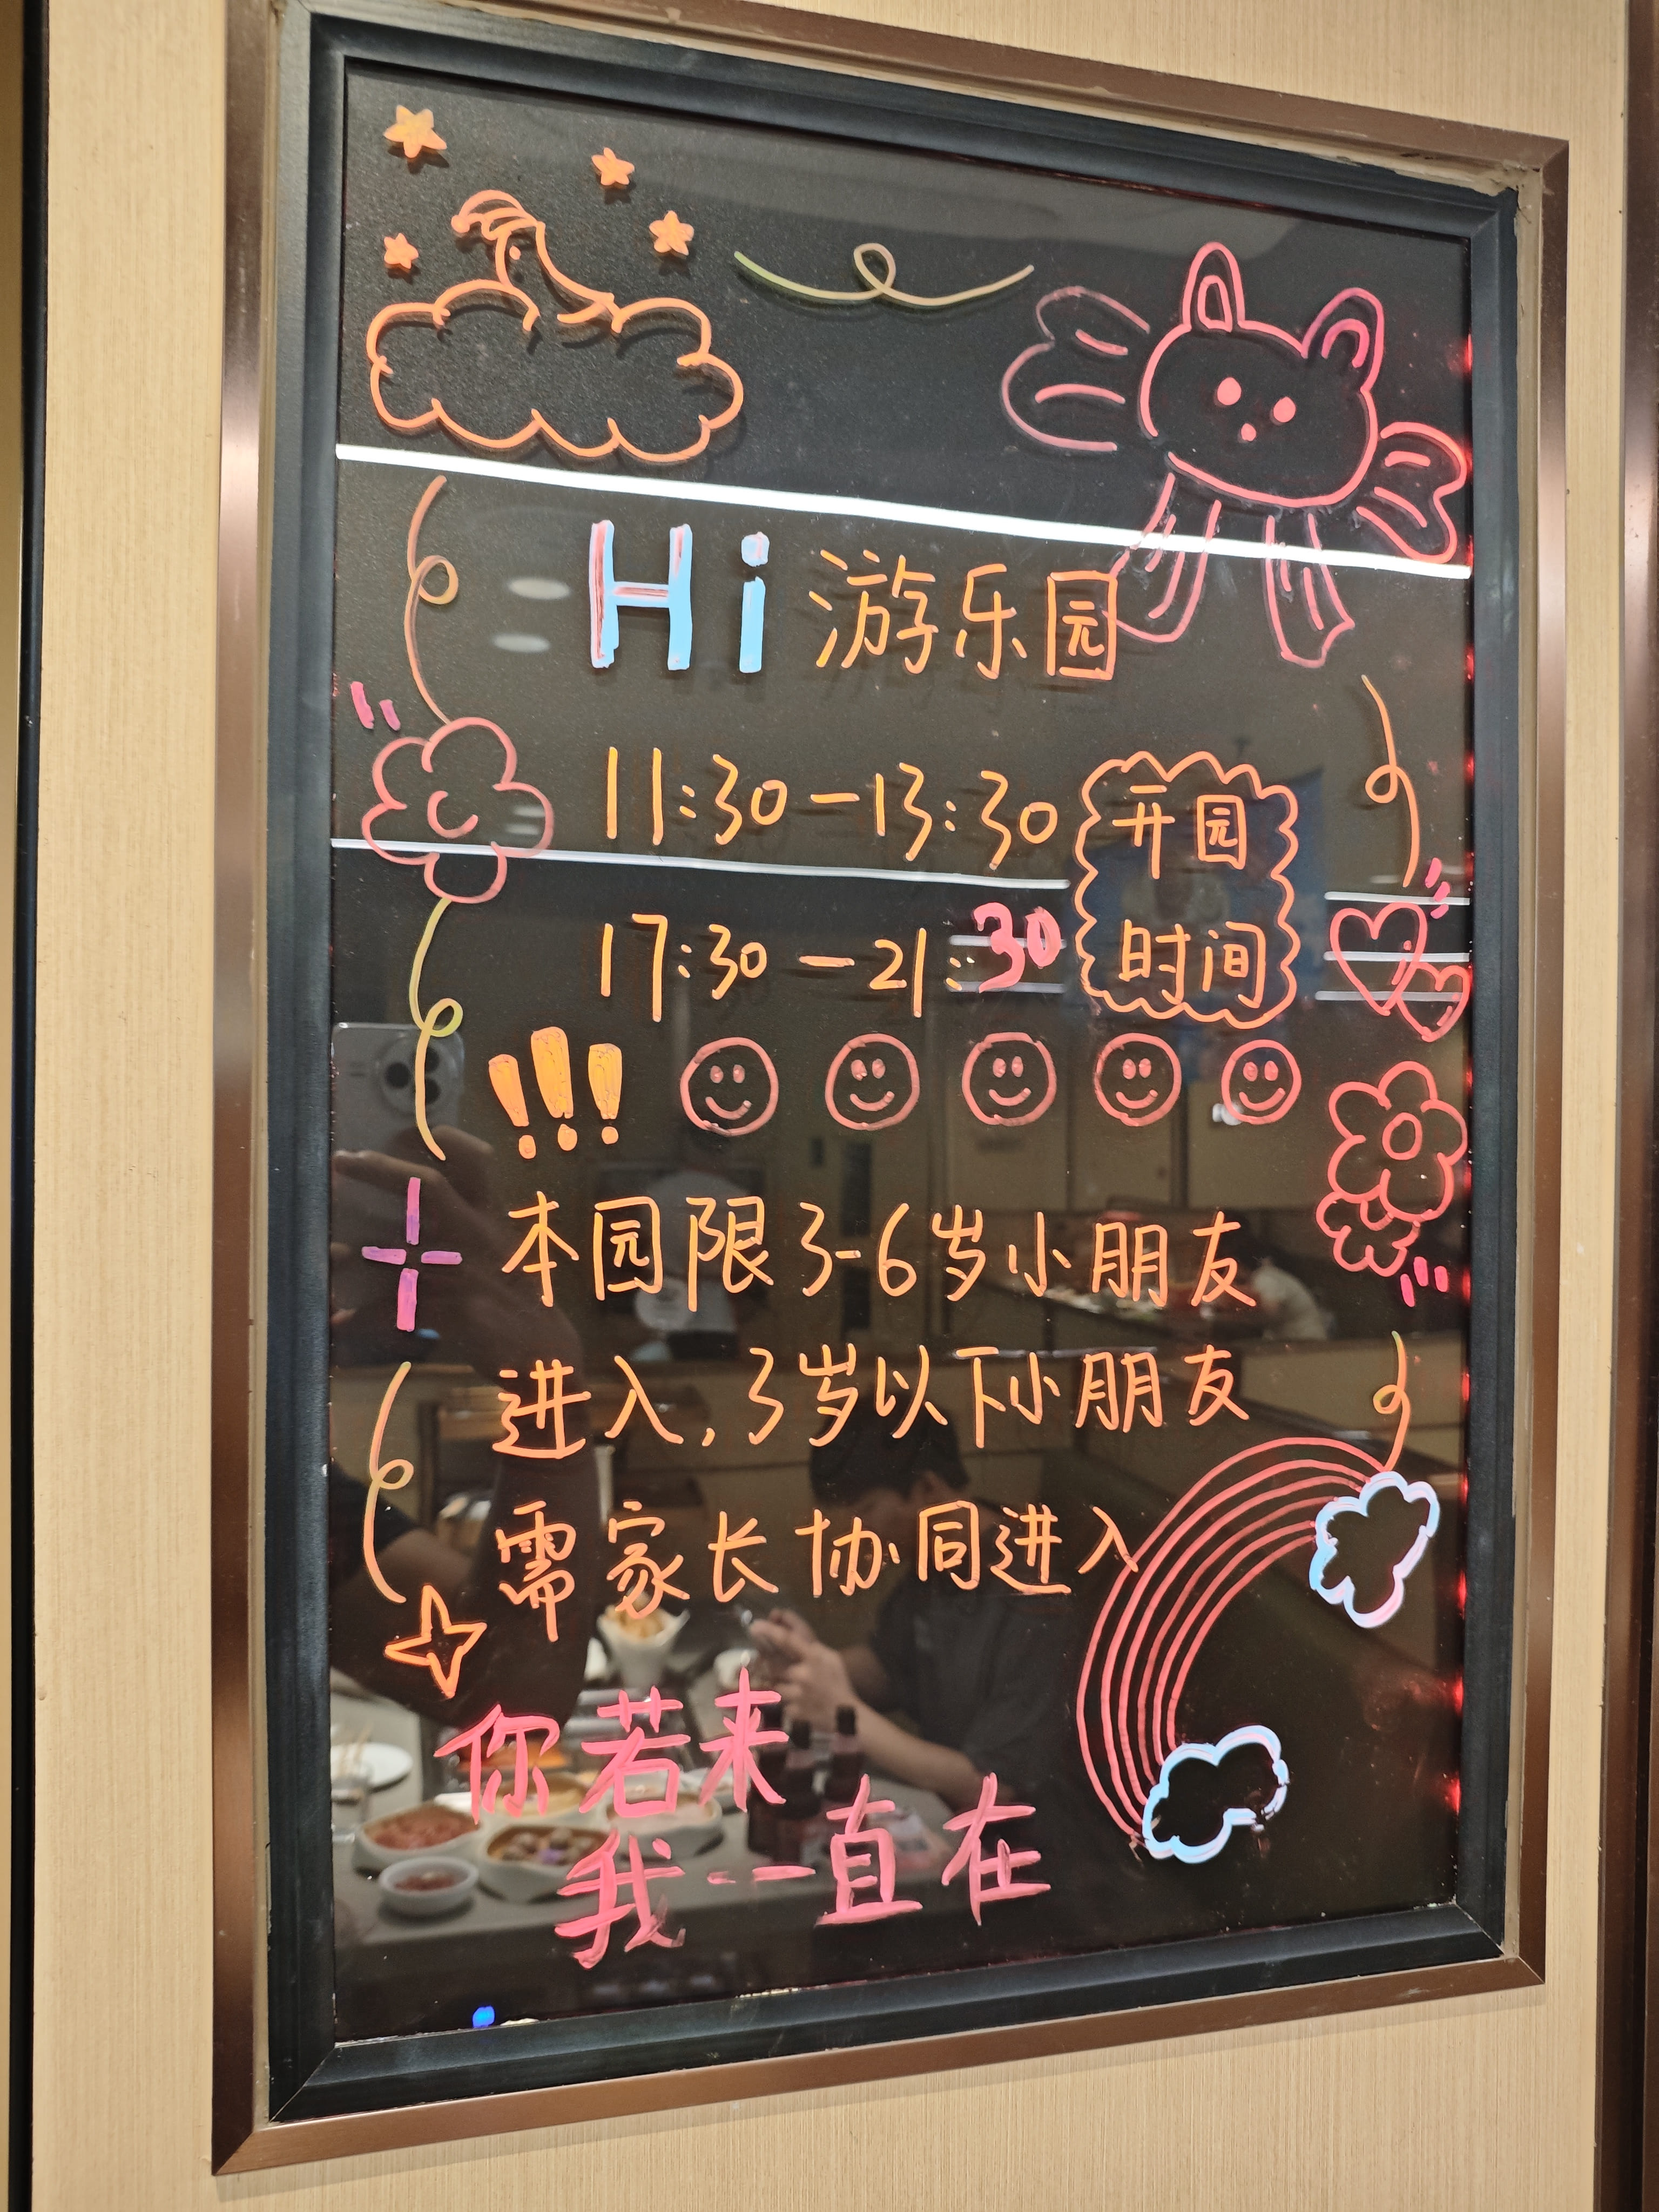 Hi 游乐园
11:30—13:30 开园
17:30—21:30 时间
!!!
本园限3-6岁小朋友
进入,3岁以下小朋友
需家长协同进入
你若来
我一直在